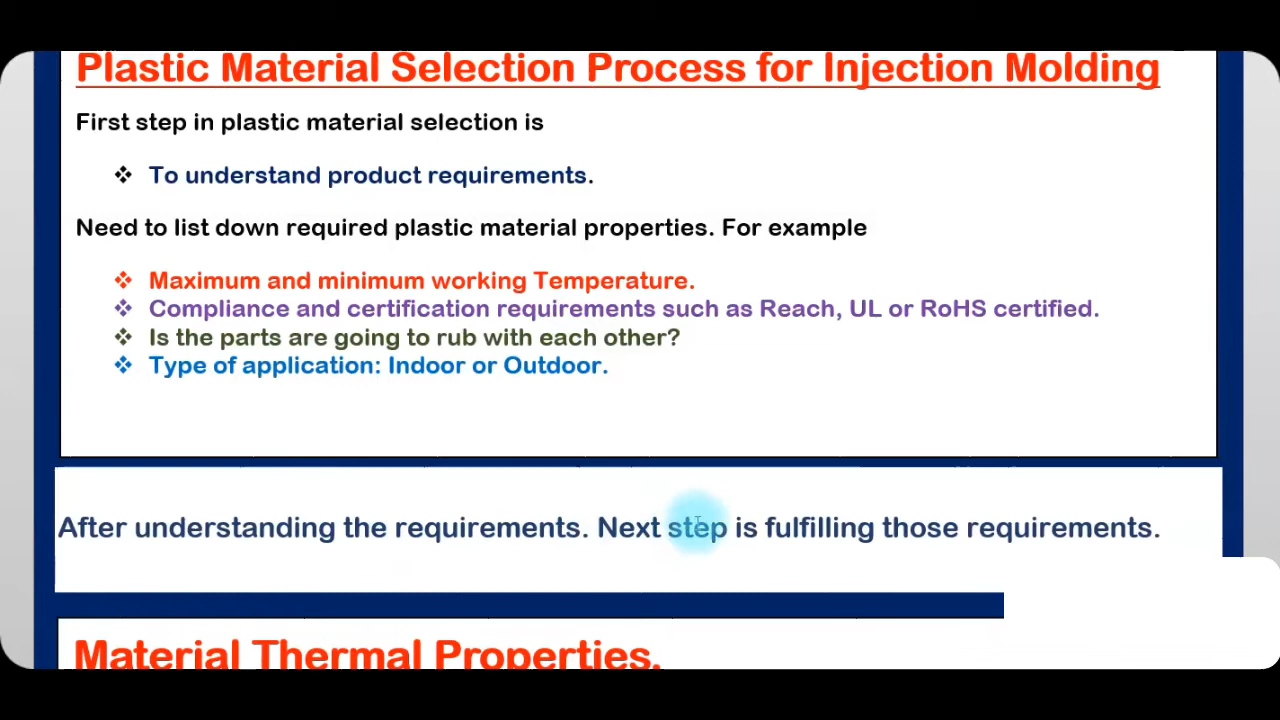 Plastic Material Selection Process for Injection Molding
First step in plastic material selection is
❖ To understand product requirements.
Need to list down required plastic material properties. For example
❖ Maximum and minimum working Temperature.
❖ Compliance and certification requirements such as Reach, UL or RoHS certified.
❖ Is the parts are going to rub with each other?
❖ Type of application: Indoor or Outdoor.
After understanding the requirements. Next step is fulfilling those requirements.
Material Thermal Properties.